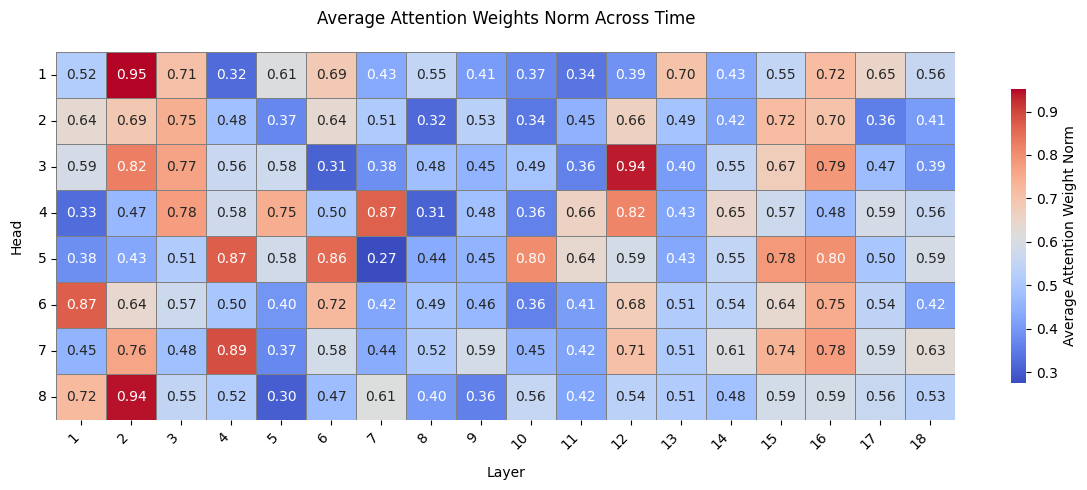 Average Attention Weights Norm Across Time
1 0.52 0.95 0.71 0.32 0.61 0.69 0.43 0.55 0.41 0.37 0.34 0.39 0.70 0.43 0.55 0.72 0.65 0.56
2 0.64 0.69 0.75 0.48 0.37 0.64 0.51 0.32 0.53 0.34 0.45 0.66 0.49 0.42 0.72 0.70 0.36 0.41
3 0.59 0.82 0.77 0.56 0.58 0.31 0.38 0.48 0.45 0.49 0.36 0.94 0.40 0.55 0.67 0.79 0.47 0.39
4 0.33 0.47 0.78 0.58 0.75 0.50 0.87 0.31 0.48 0.36 0.66 0.82 0.43 0.65 0.57 0.48 0.59 0.56
5 0.38 0.43 0.51 0.87 0.58 0.86 0.27 0.44 0.45 0.80 0.64 0.59 0.43 0.55 0.78 0.80 0.50 0.59
6 0.87 0.64 0.57 0.50 0.40 0.72 0.42 0.49 0.46 0.36 0.41 0.68 0.51 0.54 0.64 0.75 0.54 0.42
7 0.45 0.76 0.48 0.89 0.37 0.58 0.44 0.52 0.59 0.45 0.42 0.71 0.51 0.61 0.74 0.78 0.59 0.63
8 0.72 0.94 0.55 0.52 0.30 0.47 0.61 0.40 0.36 0.56 0.42 0.54 0.51 0.48 0.59 0.59 0.56 0.53
1 2 3 4 5 6 7 8 9 10 11 12 13 14 15 16 17 18
Layer
Head
0.9
0.8
0.7
0.6
0.5
0.4
0.3
Average Attention Weight Norm